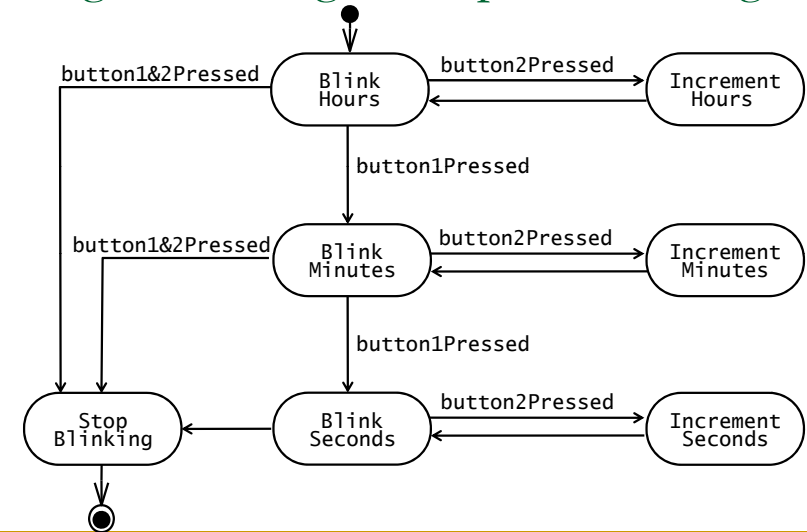 button1&2Pressed
Blink
Hours
button2Pressed
Increment
Hours
button1Pressed
button1&2Pressed
Blink
Minutes
button2Pressed
Increment
Minutes
button1Pressed
Stop
Blinking
Blink
Seconds
button2Pressed
Increment
Seconds